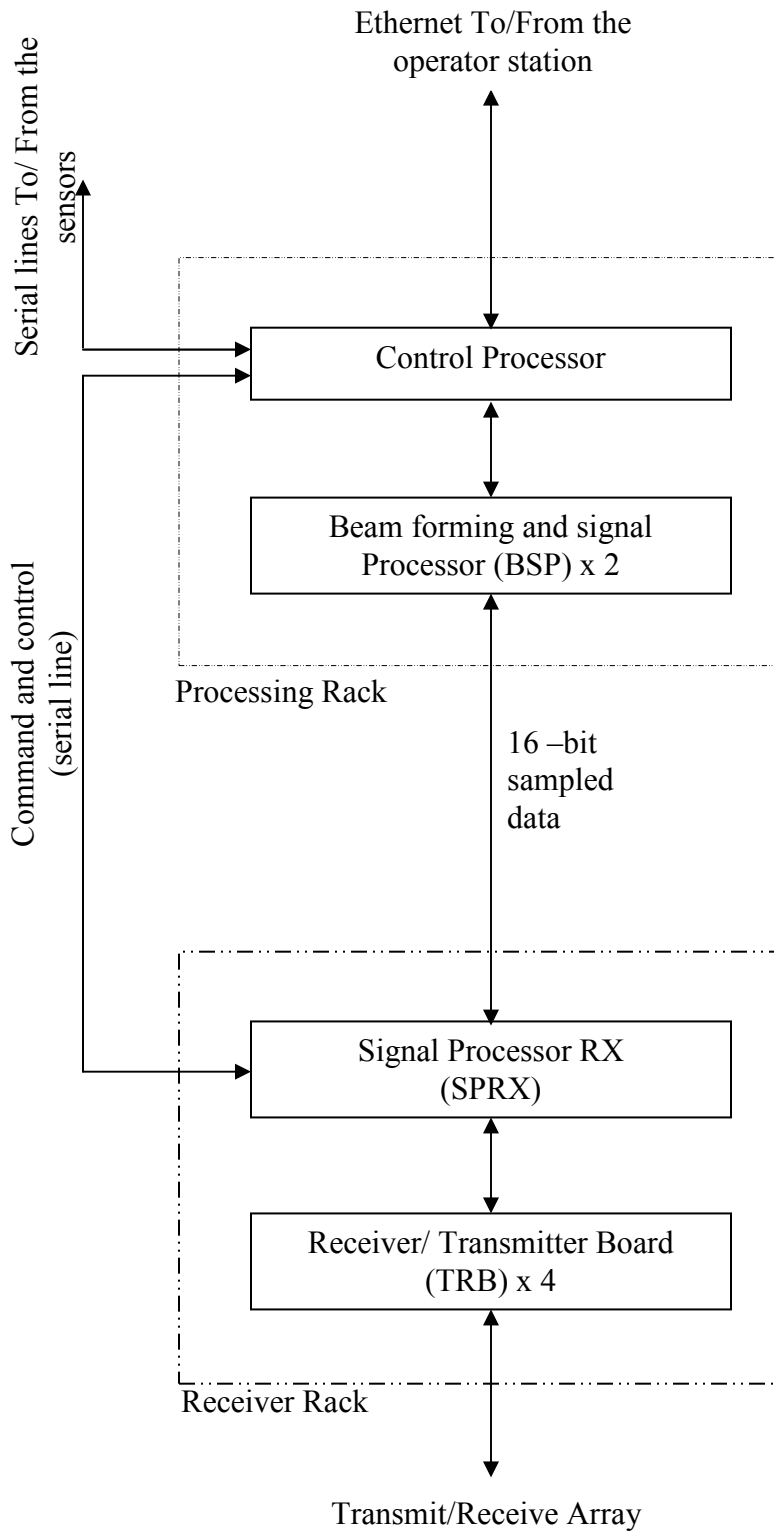 Ethernet To/From the
operator station
Serial lines To/ From the
sensors
Control Processor
Beam forming and signal
Processor (BSP) x 2
Processing Rack
Command and control
(serial line)
16 –bit
sampled
data
Signal Processor RX
(SPRX)
Receiver/ Transmitter Board
(TRB) x 4
Receiver Rack
Transmit/Receive Array